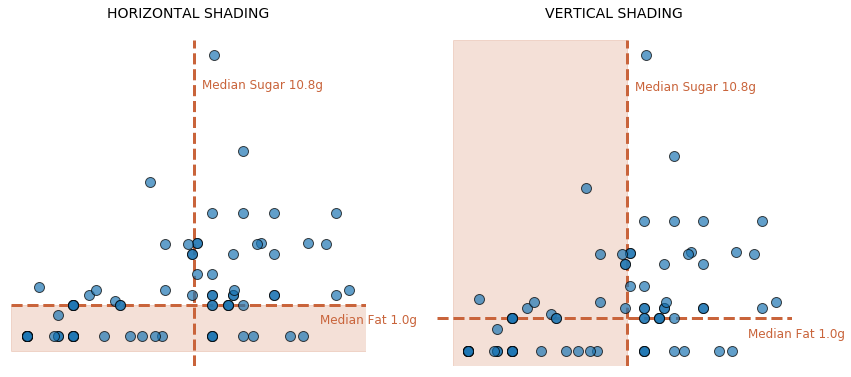 HORIZONTAL SHADING
VERTICAL SHADING
Median Sugar 10.8g
Median Sugar 10.8g
Median Fat 1.0g
Median Fat 1.0g